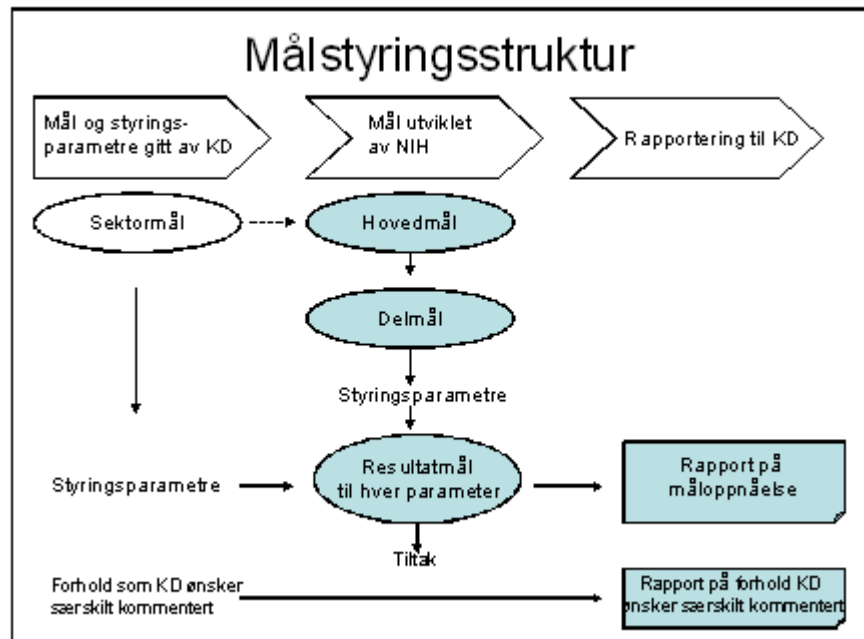 Målstyringsstruktur
Mål og styrings-
parametre gitt av KD
Mål utviklet
av NIH
Rapportering til KD
Sektormål
Hovedmål
Delmål
Styringsparametre
Styringsparametre
Resultatmål
til hver parameter
Rapport på
måloppnåelse
Tiltak
Forhold som KD ønsker
særskilt kommentert
Rapport på forhold KD
ønsker særskilt kommentert